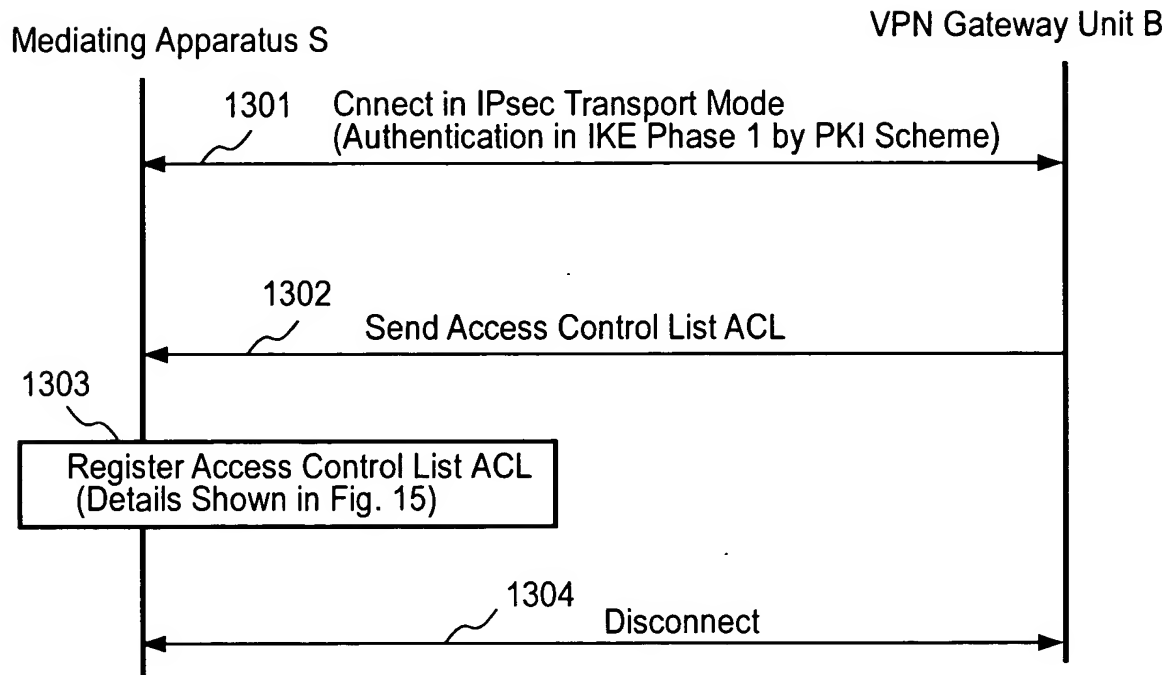 Mediating Apparatus S
VPN Gateway Unit B
1301
Cnnect in IPsec Transport Mode
(Authentication in IKE Phase 1 by PKI Scheme)
1302
Send Access Control List ACL
1303
Register Access Control List ACL
(Details Shown in Fig. 15)
1304
Disconnect